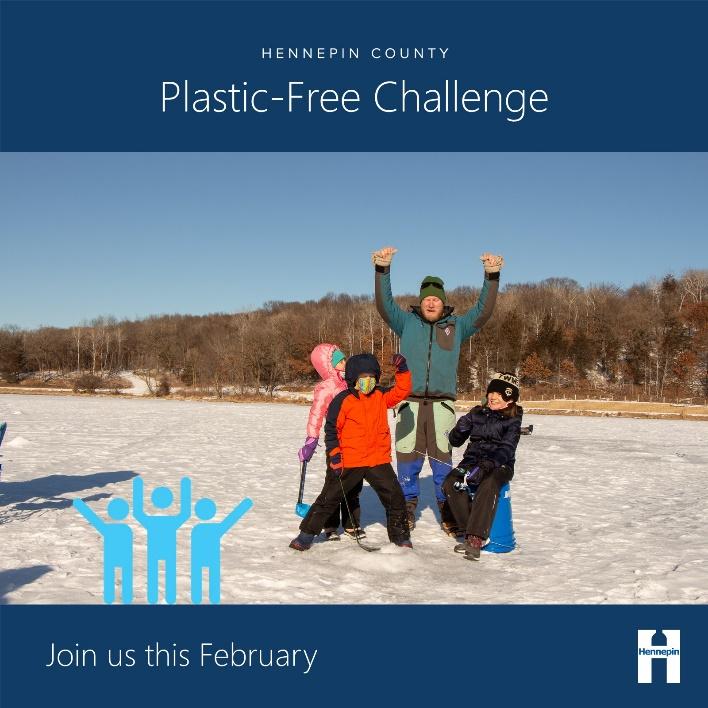 HENNEPIN COUNTY
Plastic-Free Challenge
Join us this February
Hennepin